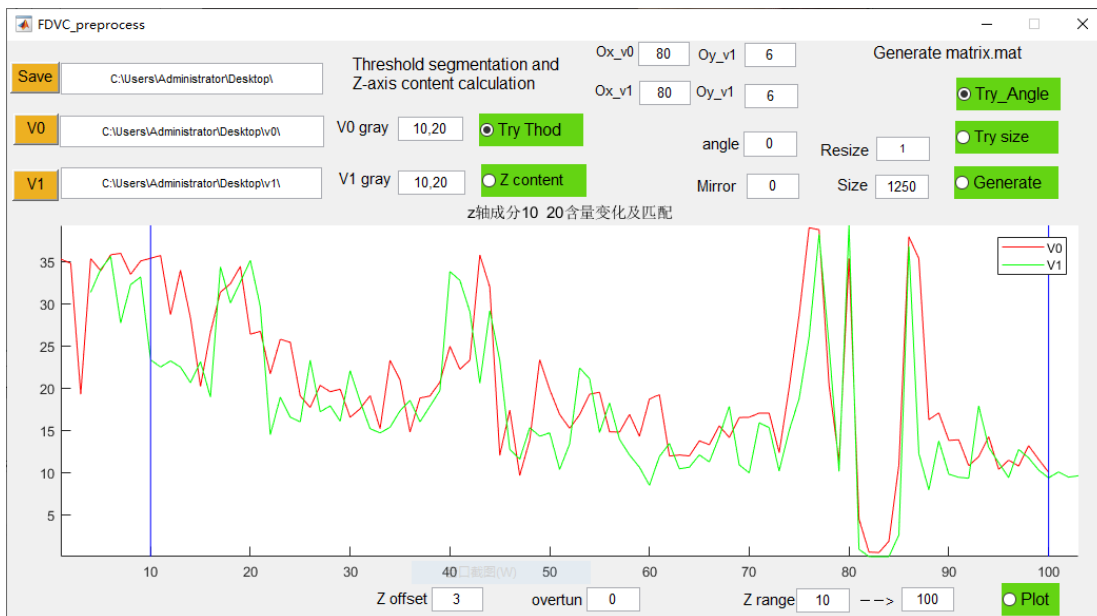 FDVC_preprocess
Save
C:\Users\Administrator\Desktop\
Threshold segmentation and
Z-axis content calculation
Ox_v0 80 Oy_v1 6
Generate matrix.mat
Ox_v1 80 Oy_v1 6
Try_Angle
V0
C:\Users\Administrator\Desktop\v0\
V0 gray 10,20 Try Thod
angle 0
Resize 1
Try size
V1
C:\Users\Administrator\Desktop\v1\
V1 gray 10,20 Z content
Mirror 0
Size 1250
Generate
z轴成分10 20含量变化及匹配
V0
V1
35
30
25
20
15
10
5
10 20 30 40 50 60 70 80 90 100
口截图(W)
Z offset 3 overtun 0 Z range 10 - -> 100 Plot